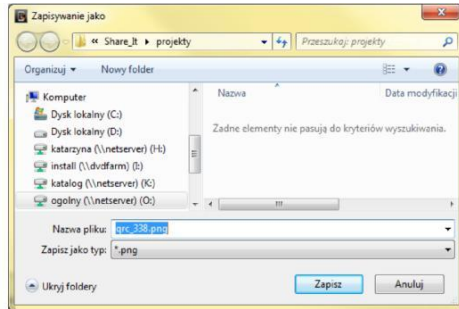 Zapisywanie jako
« Share_It ▸ projekty
Przeszukaj: projekty
Organizuj ▾ Nowy folder
Komputer
Dysk lokalny (C:)
Dysk lokalny (D:)
katarzyna (\\netserver) (H:)
install (\\dvdfarm) (I:)
katalog (\\netserver) (K:)
ogolny (\\netserver) (O:)
Nazwa Data modyfikacji
Żadne elementy nie pasują do kryteriów wyszukiwania.
Nazwa pliku: qrc_338.png
Zapisz jako typ: *.png
Ukryj foldery
Zapisz Anuluj